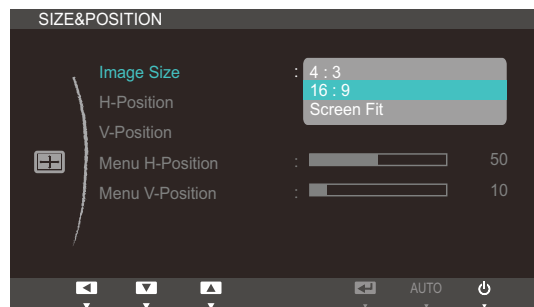 SIZE&POSITION
Image Size : 4 : 3
16 : 9
Screen Fit
H-Position
V-Position
Menu H-Position : 50
Menu V-Position : 10
AUTO